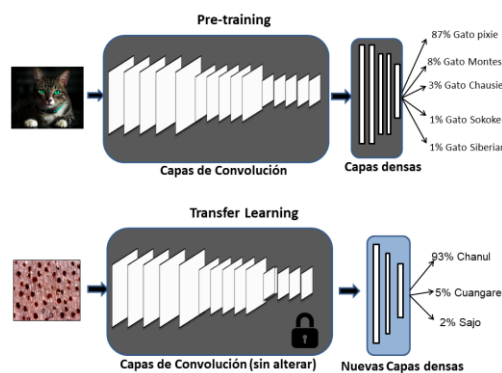 Pre-training
87% Gato pixie
8% Gato Montes
3% Gato Chausie
1% Gato Sokoke
1% Gato Siberian
Capas de Convolución
Capas densas
Transfer Learning
93% Chanul
5% Cuangare
2% Sajo
Capas de Convolución (sin alterar)
Nuevas Capas densas